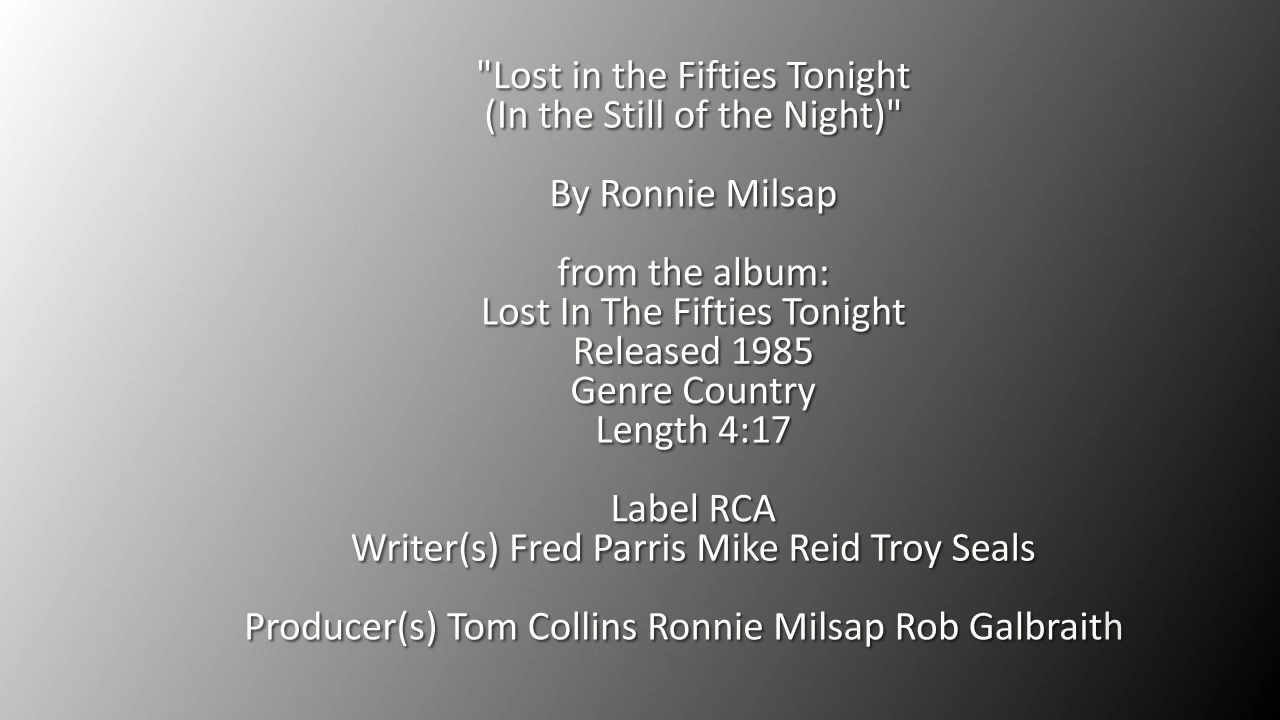 "Lost in the Fifties Tonight
(In the Still of the Night)"
By Ronnie Milsap
from the album:
Lost In The Fifties Tonight
Released 1985
Genre Country
Length 4:17
Label RCA
Writer(s) Fred Parris Mike Reid Troy Seals
Producer(s) Tom Collins Ronnie Milsap Rob Galbraith